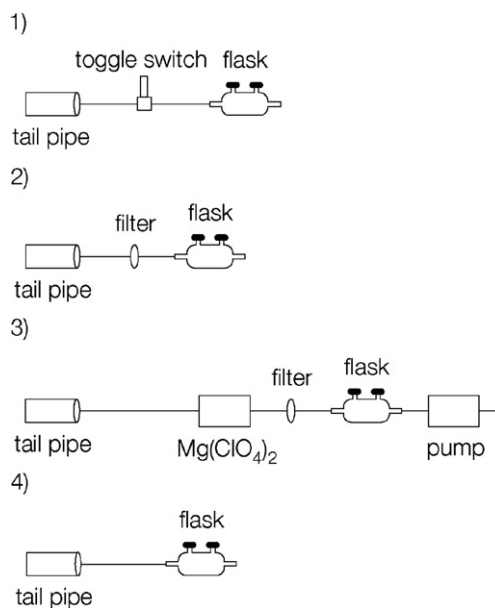 1)
toggle switch flask
tail pipe
2)
filter flask
tail pipe
3)
filter flask
tail pipe Mg(ClO₄)₂ pump
4)
flask
tail pipe